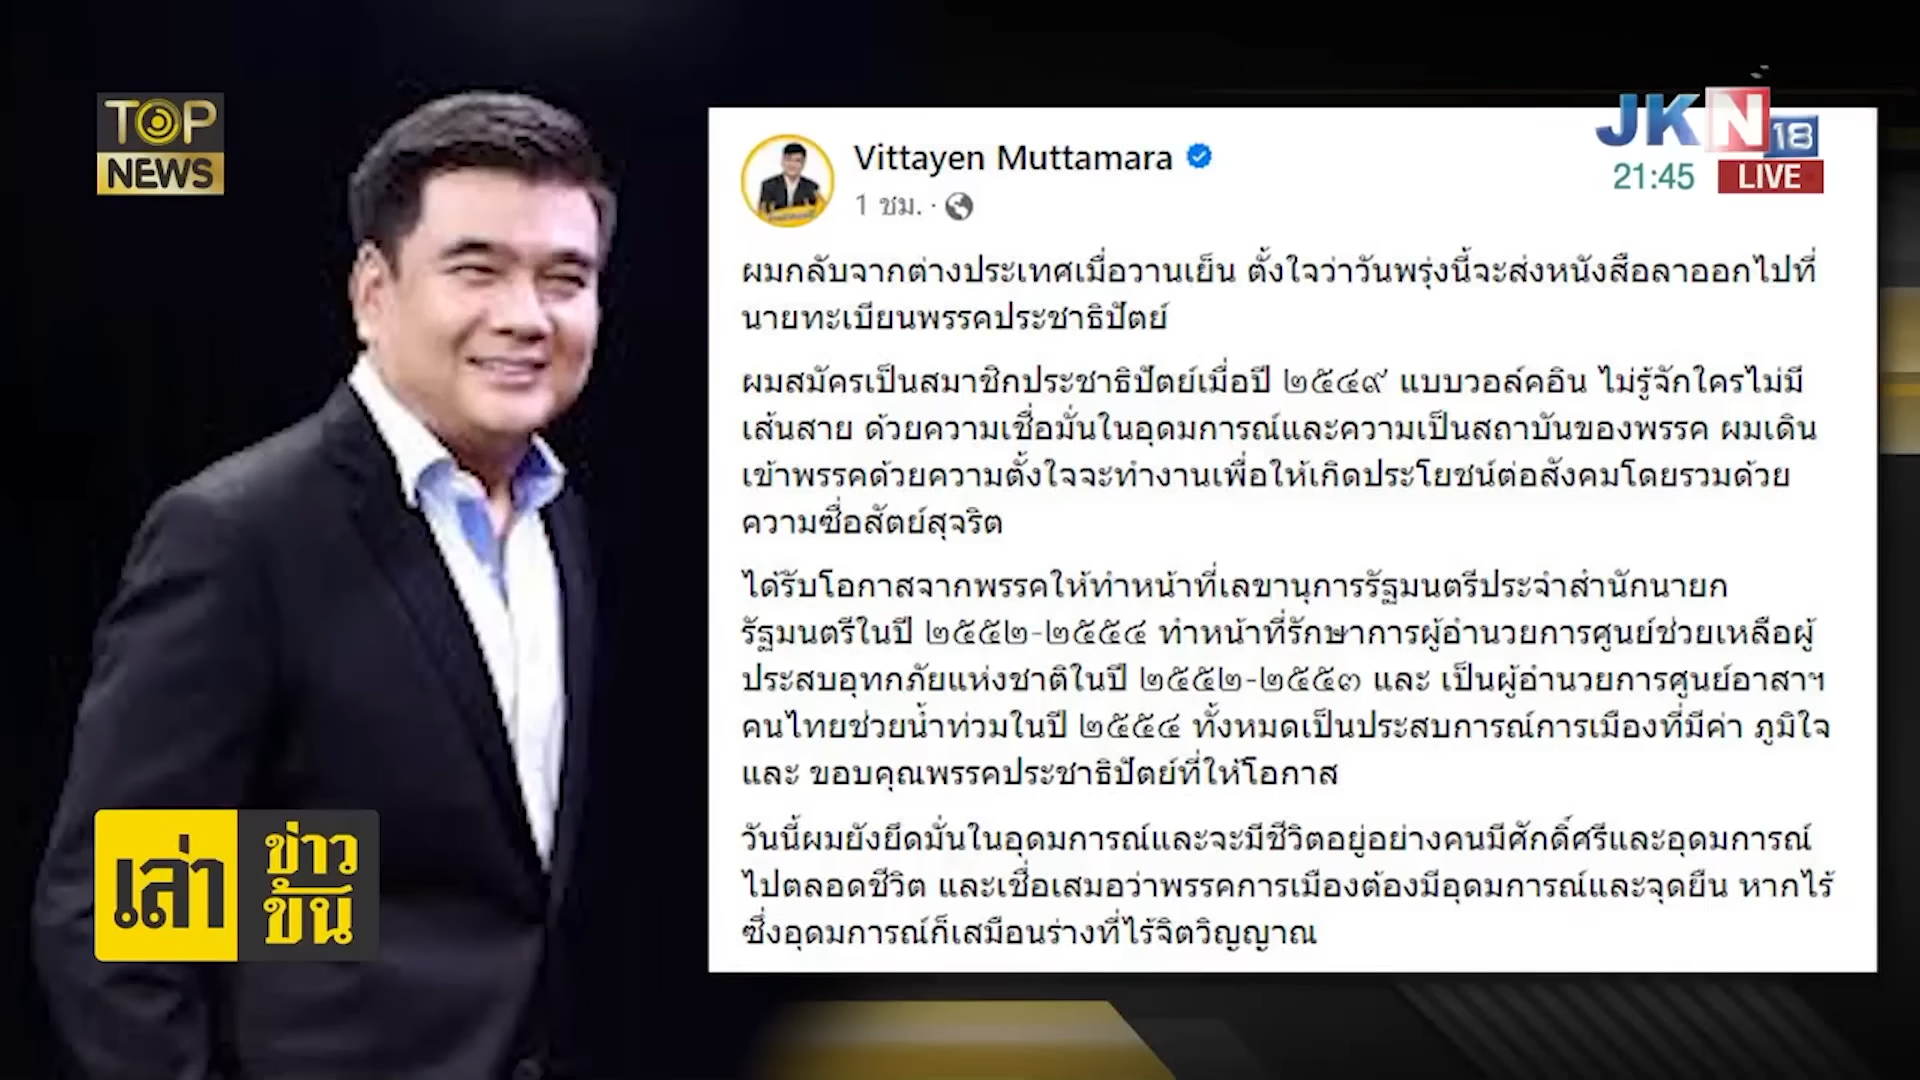 TOP
NEWS
JKN18
21:45 LIVE
Vittayen Muttamara
1 ชม. ·
ผมกลับจากต่างประเทศเมื่อวานเย็น ตั้งใจว่าวันพรุ่งนี้จะส่งหนังสือลาออกไปที่
นายทะเบียนพรรคประชาธิปัตย์
ผมสมัครเป็นสมาชิกประชาธิปัตย์เมื่อปี ๒๕๔๙ แบบวอล์คอิน ไม่รู้จักใครไม่มี
เส้นสาย ด้วยความเชื่อมั่นในอุดมการณ์และความเป็นสถาบันของพรรค ผมเดิน
เข้าพรรคด้วยความตั้งใจจะทำงานเพื่อให้เกิดประโยชน์ต่อสังคมโดยรวมด้วย
ความซื่อสัตย์สุจริต
ได้รับโอกาสจากพรรคให้ทำหน้าที่เลขานุการรัฐมนตรีประจำสำนักนายก
รัฐมนตรีในปี ๒๕๕๒-๒๕๕๔ ทำหน้าที่รักษาการผู้อำนวยการศูนย์ช่วยเหลือผู้
ประสบอุทกภัยแห่งชาติในปี ๒๕๕๒-๒๕๕๓ และ เป็นผู้อำนวยการศูนย์อาสาฯ
คนไทยช่วยน้ำท่วมในปี ๒๕๕๔ ทั้งหมดเป็นประสบการณ์การเมืองที่มีค่า ภูมิใจ
และ ขอบคุณพรรคประชาธิปัตย์ที่ให้โอกาส
วันนี้ผมยังยึดมั่นในอุดมการณ์และจะมีชีวิตอยู่อย่างคนมีศักดิ์ศรีและอุดมการณ์
ไปตลอดชีวิต และเชื่อเสมอว่าพรรคการเมืองต้องมีอุดมการณ์และจุดยืน หากไร้
ซึ่งอุดมการณ์ก็เสมือนร่างที่ไร้จิตวิญญาณ
เล่า
ข่าว
ข้น